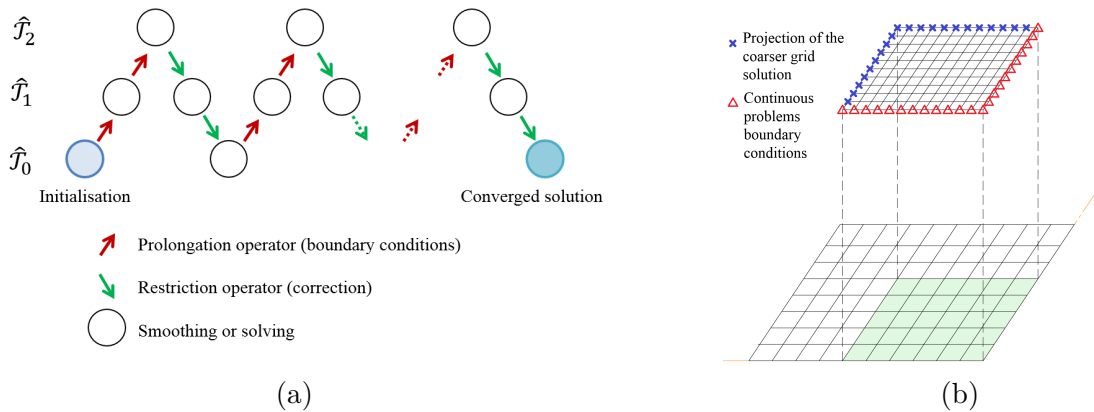 𝒯̂₂
𝒯̂₁
𝒯̂₀
Initialisation
Converged solution
Prolongation operator (boundary conditions)
Restriction operator (correction)
Smoothing or solving
(a)
Projection of the
coarser grid
solution
Continuous
problems
boundary
conditions
(b)